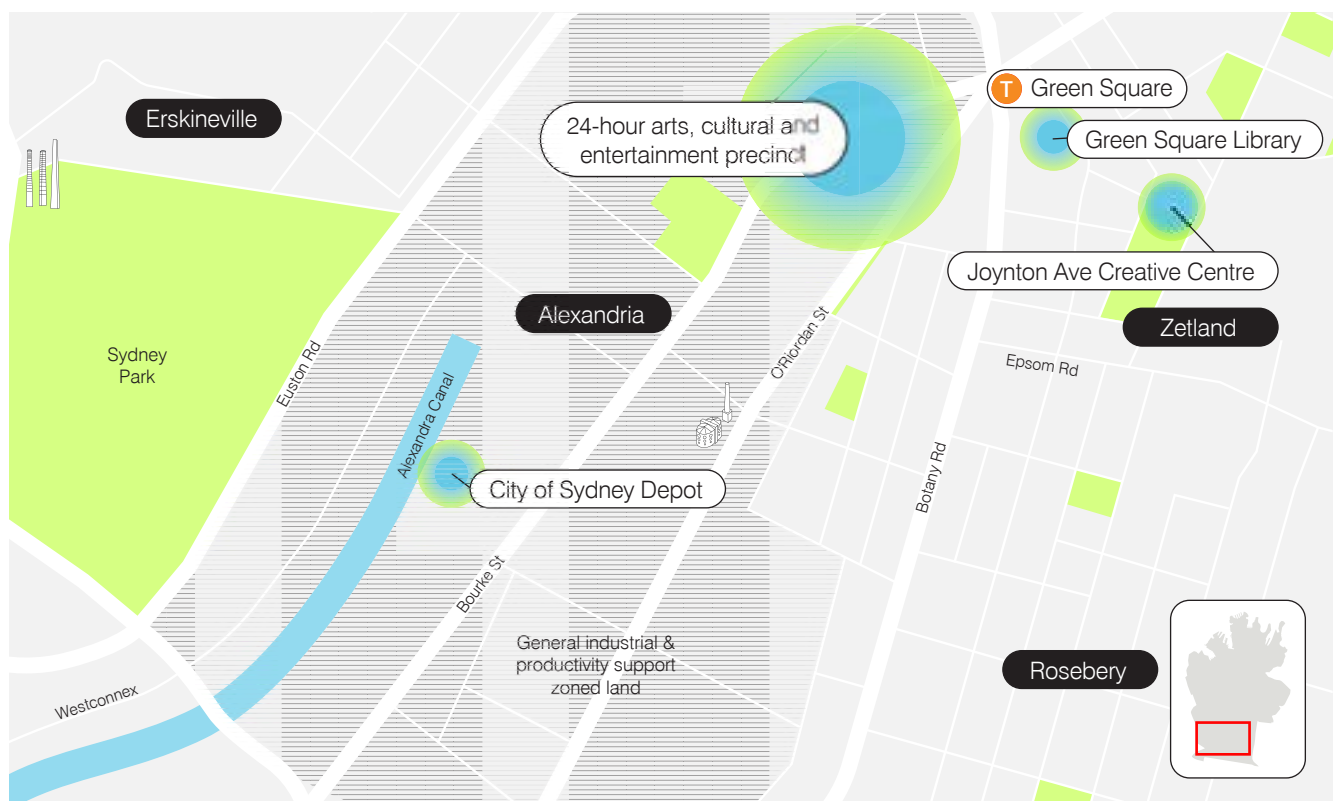 T Green Square
Erskineville
24-hour arts, cultural and
entertainment precinct
Green Square Library
Joynton Ave Creative Centre
Alexandria
Zetland
Sydney
Park
Euston Rd
O'Riordan St
Epsom Rd
Alexandra Canal
City of Sydney Depot
Botany Rd
Bourke St
General industrial &
productivity support
zoned land
Rosebery
Westconnex